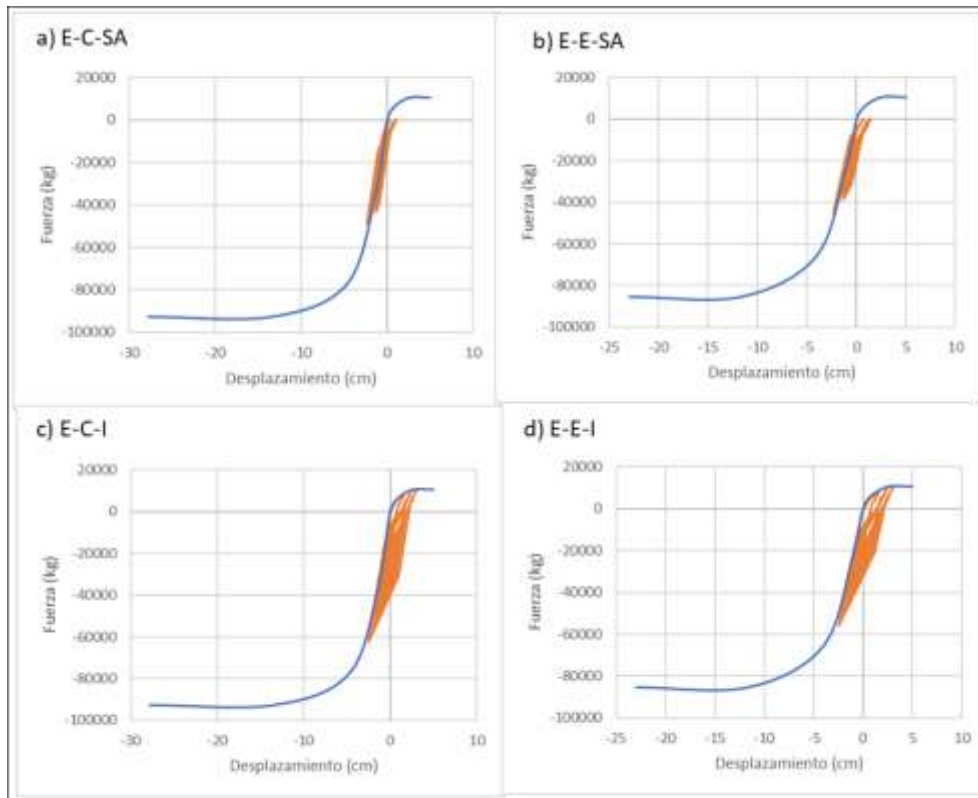 a) E-C-SA
20000
0
-20000
-40000
-60000
-80000
-100000
Fuerza (kg)
-30 -20 -10 0 10
Desplazamiento (cm)
b) E-E-SA
20000
0
-20000
-40000
-60000
-80000
-100000
Fuerza (kg)
-25 -20 -15 -10 -5 0 5 10
Desplazamiento (cm)
c) E-C-I
20000
0
-20000
-40000
-60000
-80000
-100000
Fuerza (kg)
-30 -20 -10 0 10
Desplazamiento (cm)
d) E-E-I
20000
0
-20000
-40000
-60000
-80000
-100000
Fuerza (kg)
-25 -20 -15 -10 -5 0 5 10
Desplazamiento (cm)